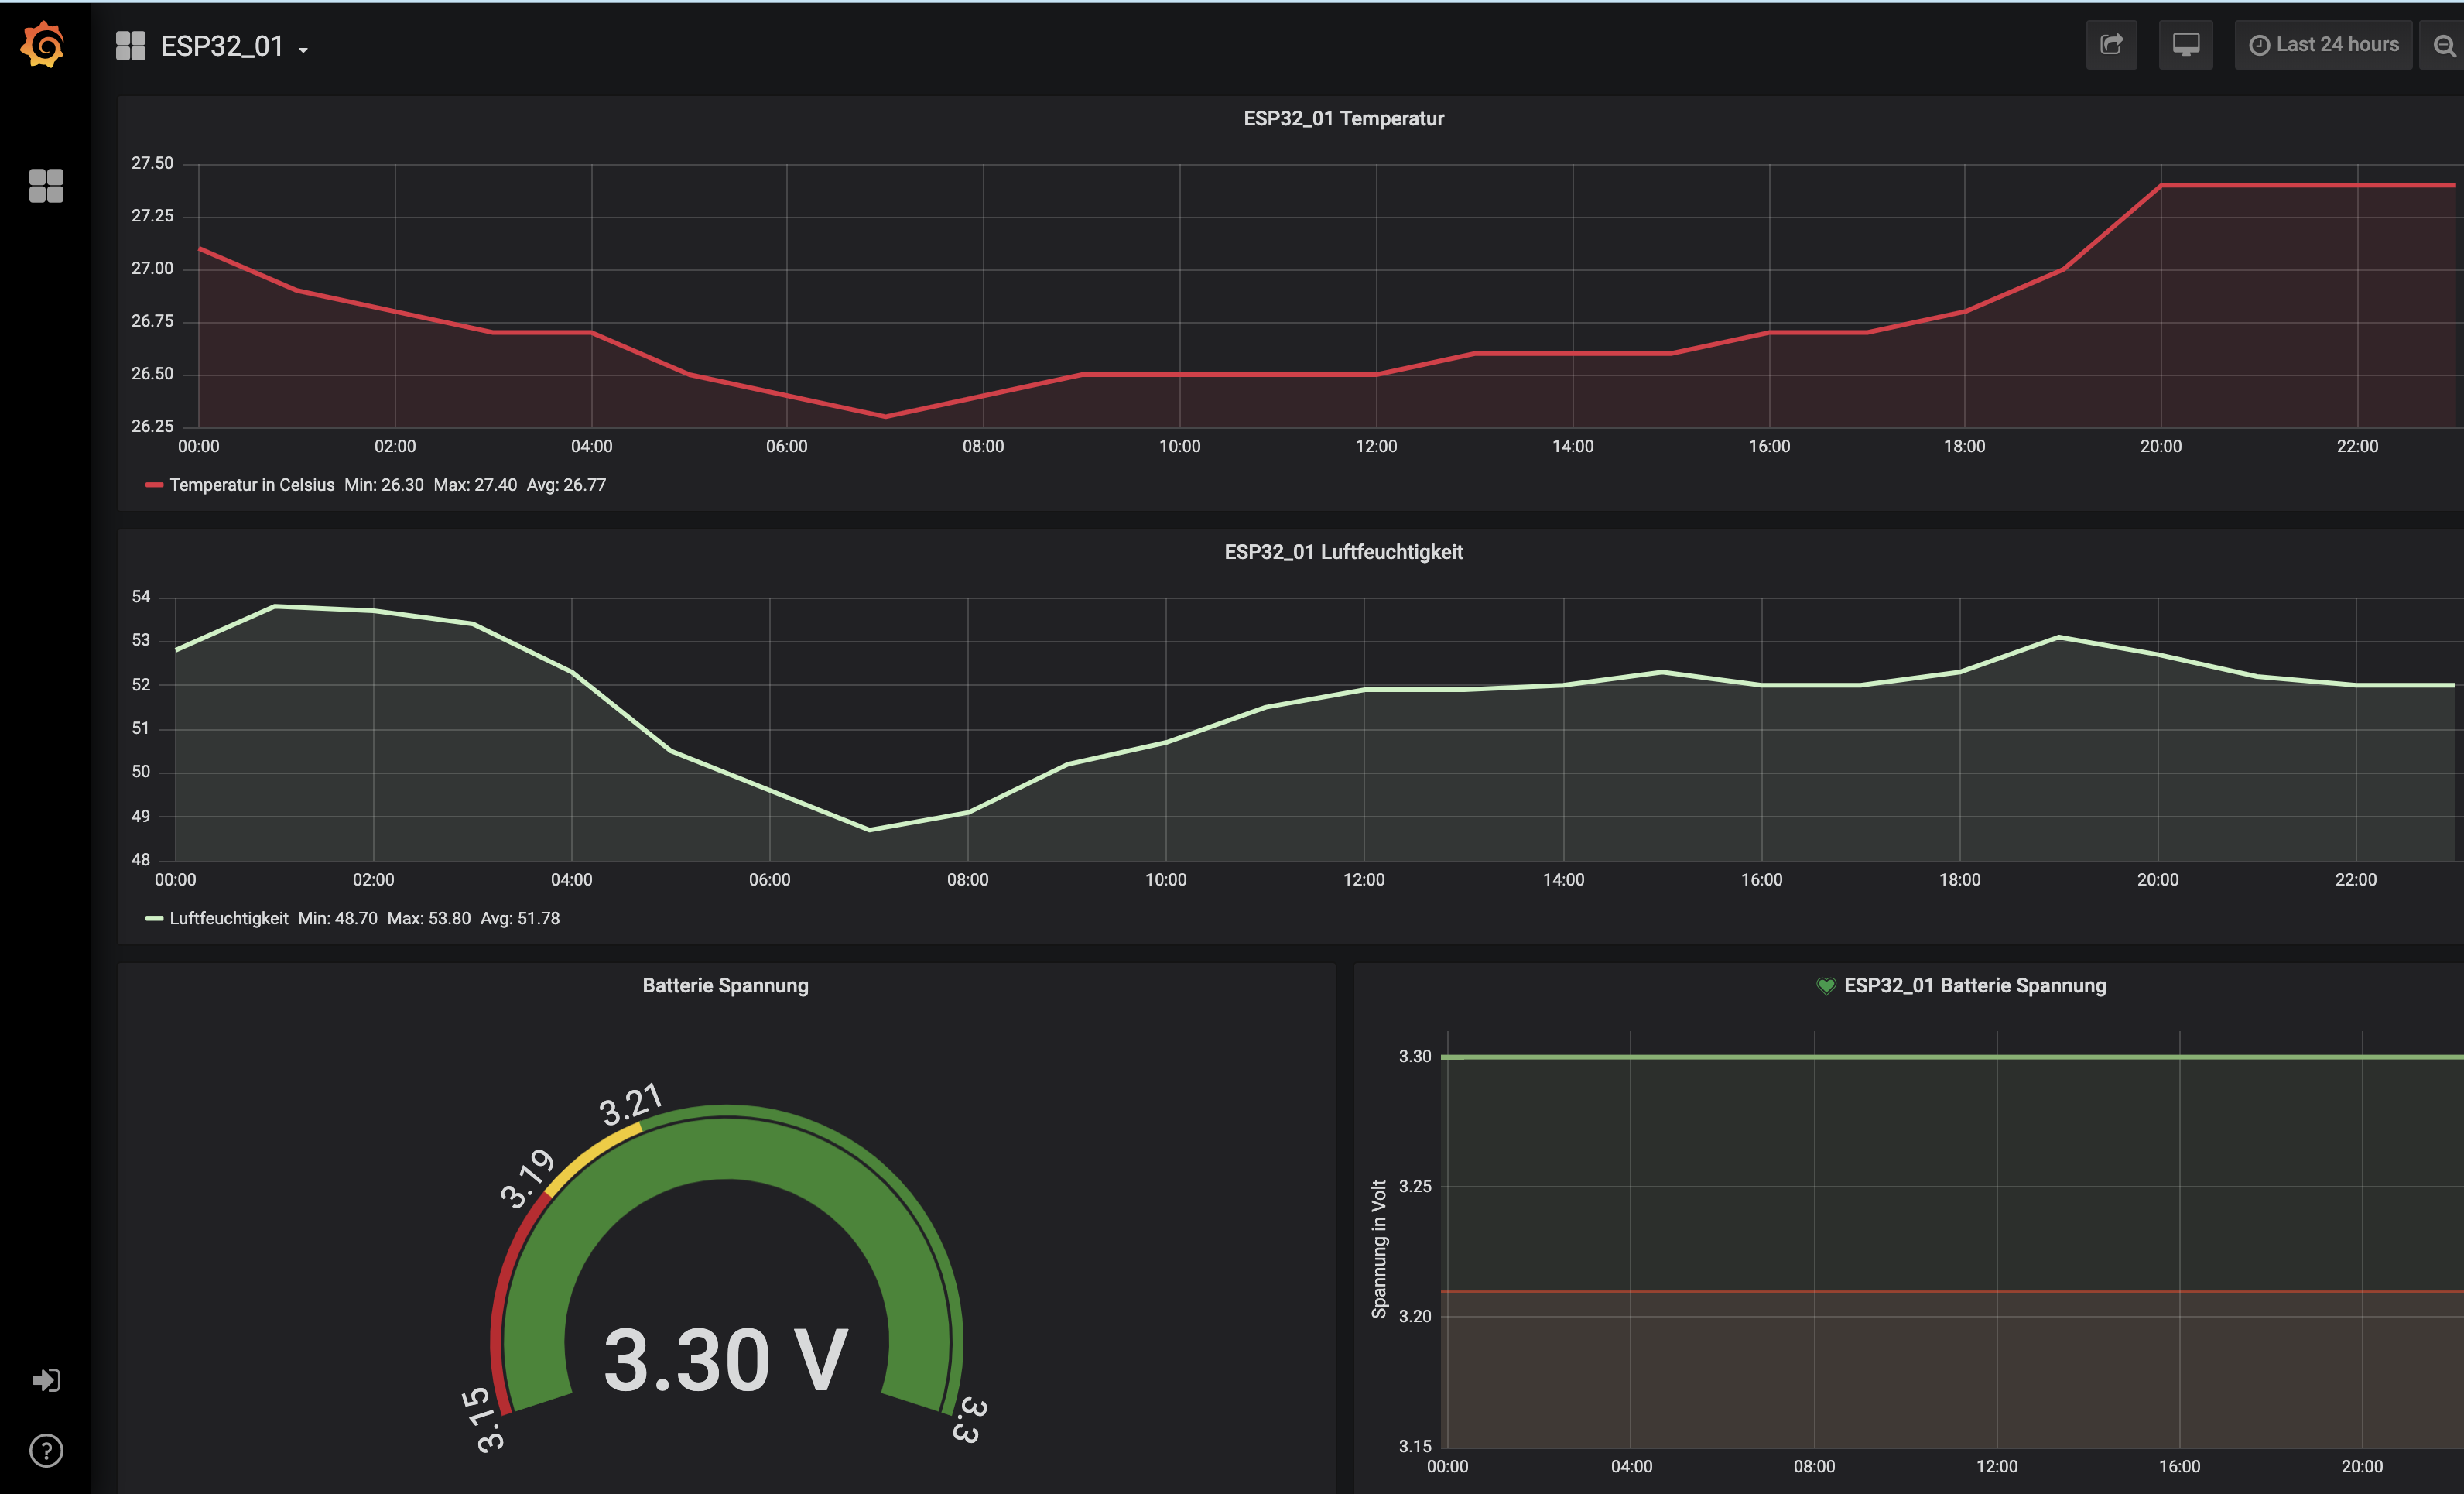 ESP32_01
Last 24 hours
ESP32_01 Temperatur
27.50
27.25
27.00
26.75
26.50
26.25
00:00 02:00 04:00 06:00 08:00 10:00 12:00 14:00 16:00 18:00 20:00 22:00
Temperatur in Celsius Min: 26.30 Max: 27.40 Avg: 26.77
ESP32_01 Luftfeuchtigkeit
54
53
52
51
50
49
48
00:00 02:00 04:00 06:00 08:00 10:00 12:00 14:00 16:00 18:00 20:00 22:00
Luftfeuchtigkeit Min: 48.70 Max: 53.80 Avg: 51.78
Batterie Spannung
3.15
3.19
3.21
3.3
3.30 V
ESP32_01 Batterie Spannung
Spannung in Volt
3.30
3.25
3.20
3.15
00:00 04:00 08:00 12:00 16:00 20:00